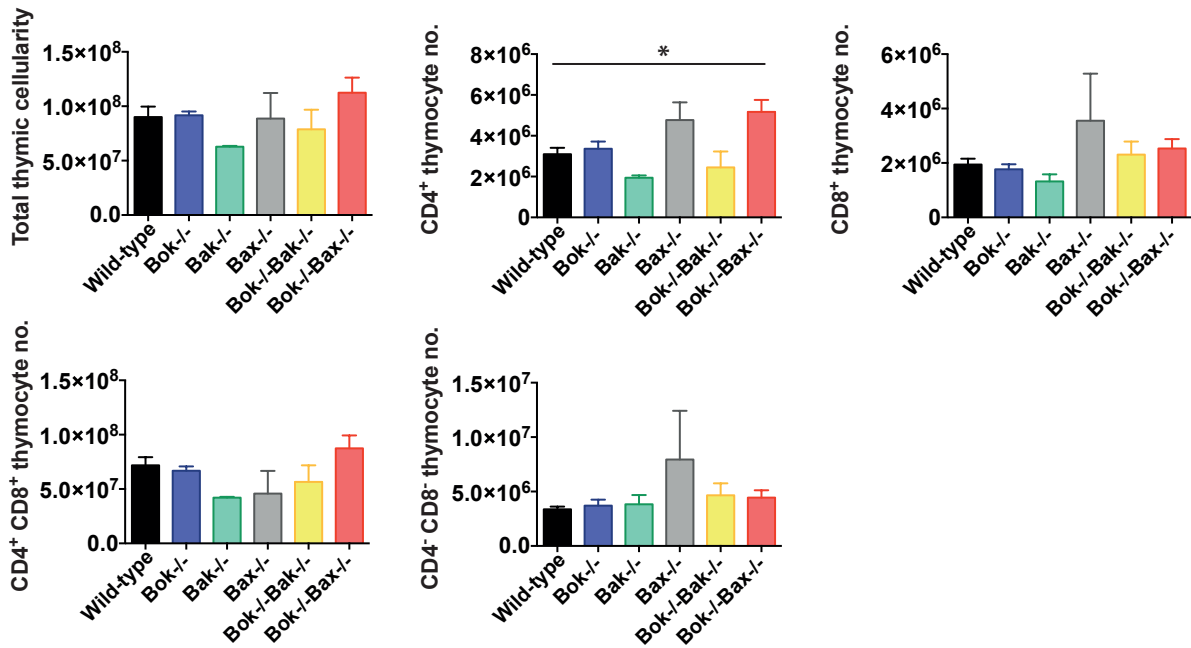 Total thymic cellularity
1.5×10⁸
1.0×10⁸
5.0×10⁷
0.0
Wild-type
Bok-/-
Bak-/-
Bax-/-
Bok-/-Bak-/-
Bok-/-Bax-/-
CD4⁺ thymocyte no.
8×10⁶
6×10⁶
4×10⁶
2×10⁶
0
*
Wild-type
Bok-/-
Bak-/-
Bax-/-
Bok-/-Bak-/-
Bok-/-Bax-/-
CD8⁺ thymocyte no.
6×10⁶
4×10⁶
2×10⁶
0
Wild-type
Bok-/-
Bak-/-
Bax-/-
Bok-/-Bak-/-
Bok-/-Bax-/-
CD4⁺ CD8⁺ thymocyte no.
1.5×10⁸
1.0×10⁸
5.0×10⁷
0.0
Wild-type
Bok-/-
Bak-/-
Bax-/-
Bok-/-Bak-/-
Bok-/-Bax-/-
CD4⁻ CD8⁻ thymocyte no.
1.5×10⁷
1.0×10⁷
5.0×10⁶
0.0
Wild-type
Bok-/-
Bak-/-
Bax-/-
Bok-/-Bak-/-
Bok-/-Bax-/-